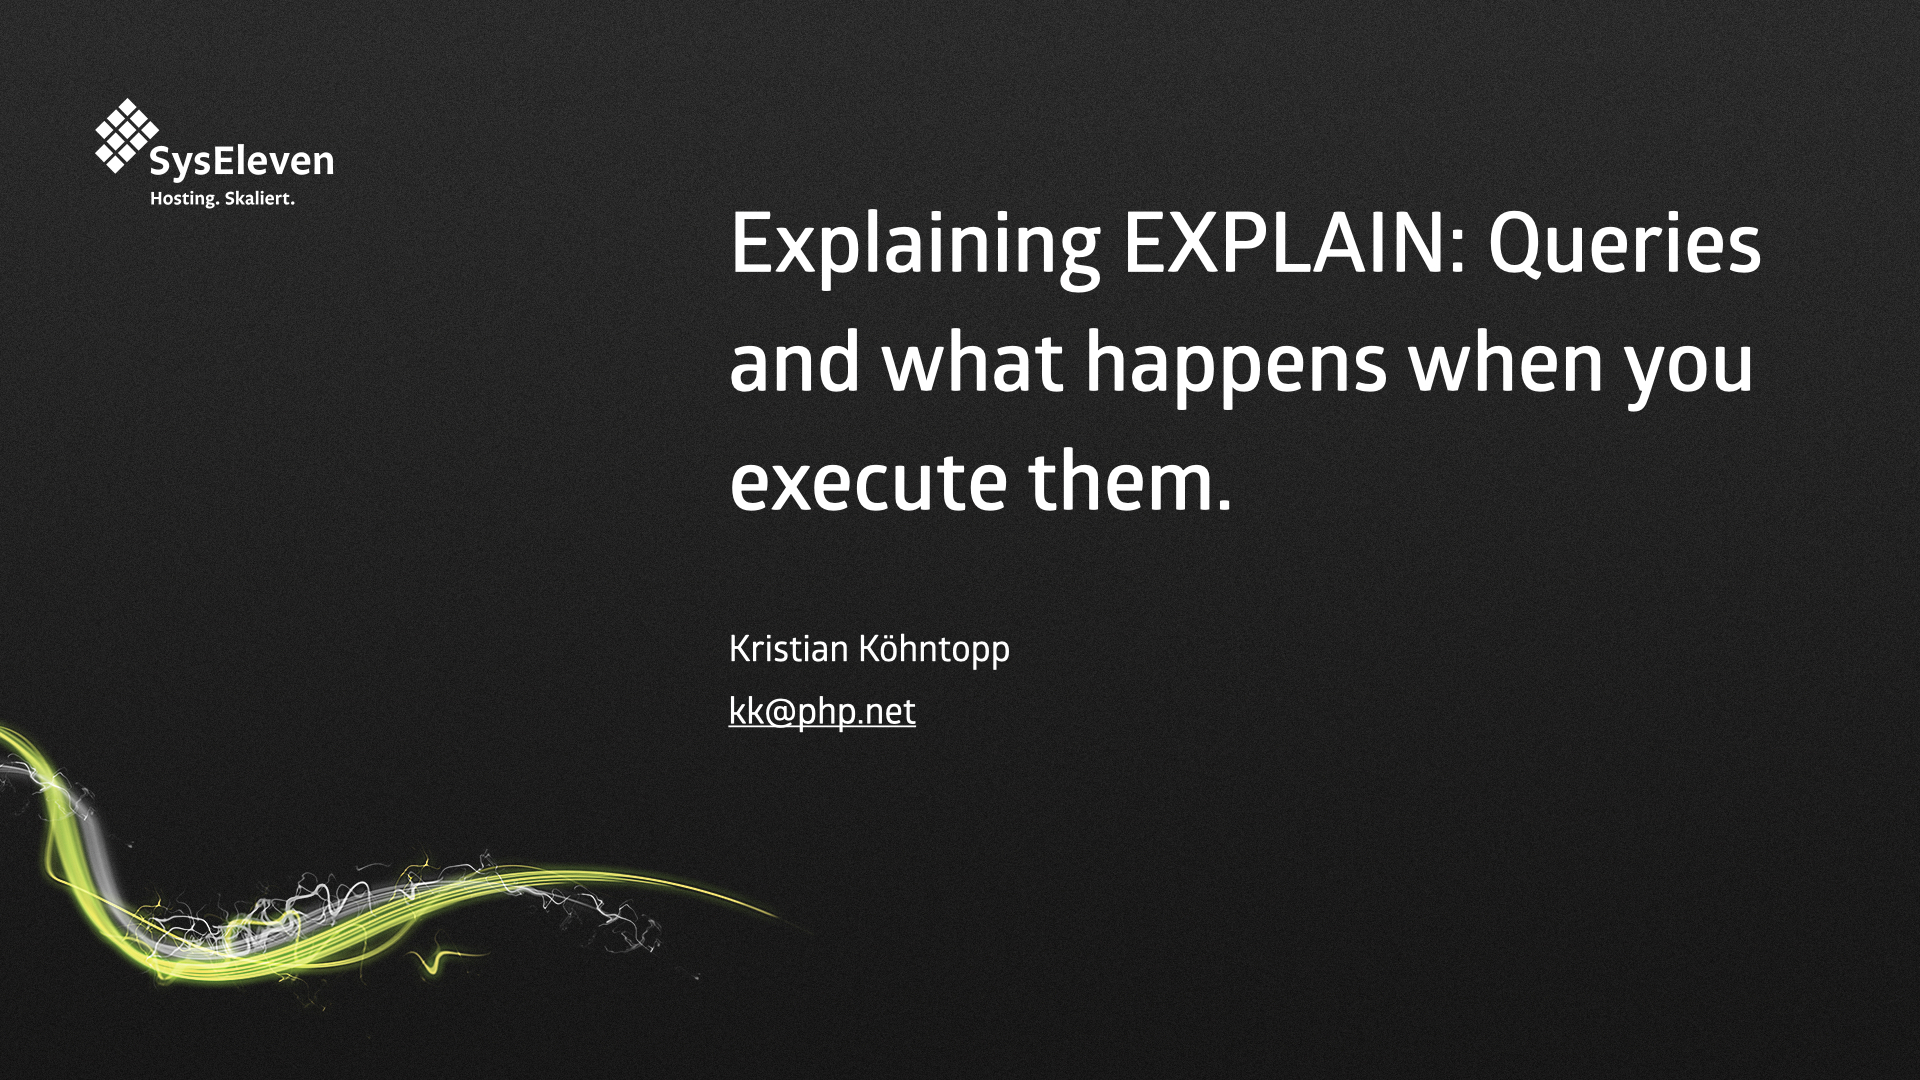 SysEleven
Hosting. Skaliert.
Explaining EXPLAIN: Queries
and what happens when you
execute them.
Kristian Köhntopp
kk@php.net